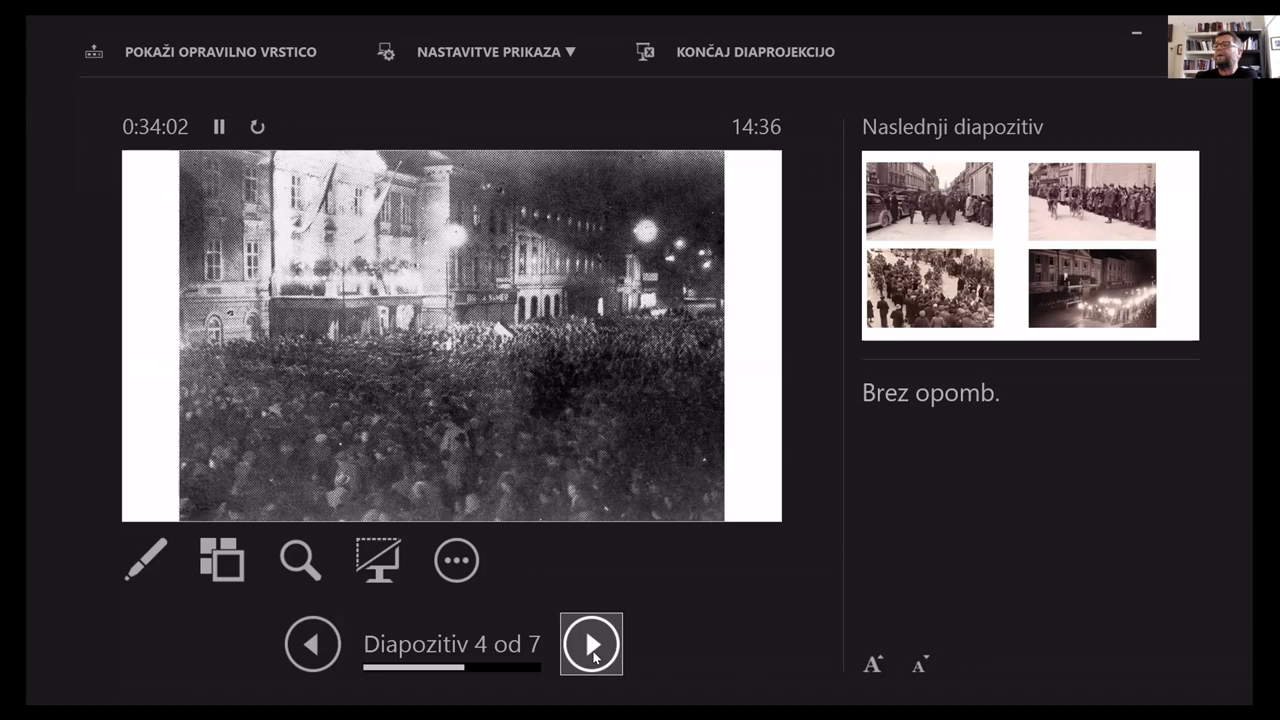 POKAŽI OPRAVILNO VRSTICO
NASTAVITVE PRIKAZA ▼
KONČAJ DIAPROJEKCIJO
0:34:02
14:36
Naslednji diapozitiv
Brez opomb.
Diapozitiv 4 od 7
A A